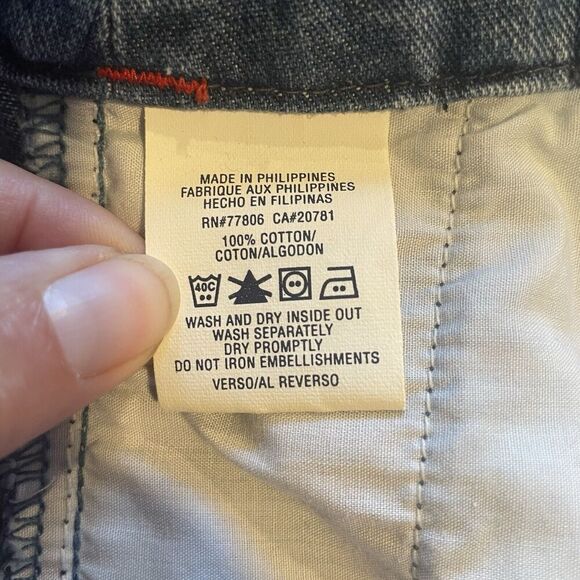 MADE IN PHILIPPINES
FABRIQUE AUX PHILIPPINES
HECHO EN FILIPINAS
RN#77806 CA#20781
100% COTTON/
COTON/ALGODON
40C
WASH AND DRY INSIDE OUT
WASH SEPARATELY
DRY PROMPTLY
DO NOT IRON EMBELLISHMENTS
VERSO/AL REVERSO